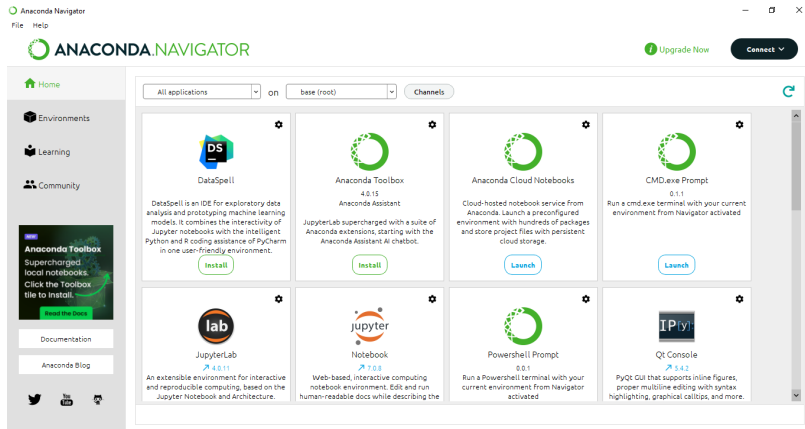 Anaconda Navigator
File Help
ANACONDA.NAVIGATOR
Upgrade Now
Connect
Home
Environments
Learning
Community
NEW
Anaconda Toolbox
Supercharged
local notebooks.
Click the Toolbox
tile to install.
Read the Docs
Documentation
Anaconda Blog
You
Tube
All applications
on
base (root)
Channels
DS
DataSpell
DataSpell is an IDE for exploratory data
analysis and prototyping machine learning
models. It combines the interactivity of
Jupyter notebooks with the intelligent
Python and R coding assistance of PyCharm
in one user-friendly environment.
Install
Anaconda Toolbox
4.0.15
Anaconda Assistant
JupyterLab supercharged with a suite of
Anaconda extensions, starting with the
Anaconda Assistant AI chatbot.
Install
Anaconda Cloud Notebooks
Cloud-hosted notebook service from
Anaconda. Launch a preconfigured
environment with hundreds of packages
and store project files with persistent
cloud storage.
Launch
CMD.exe Prompt
0.1.1
Run a cmd.exe terminal with your current
environment from Navigator activated
Launch
lab
JupyterLab
4.0.11
An extensible environment for interactive
and reproducible computing, based on the
Jupyter Notebook and Architecture.
jupyter
Notebook
7.0.8
Web-based, interactive computing
notebook environment. Edit and run
human-readable docs while describing the
Powershell Prompt
0.0.1
Run a Powershell terminal with your
current environment from Navigator
activated
IP[y]:
Qt Console
5.4.2
PyQt GUI that supports inline figures,
proper multiline editing with syntax
highlighting, graphical calltips, and more.